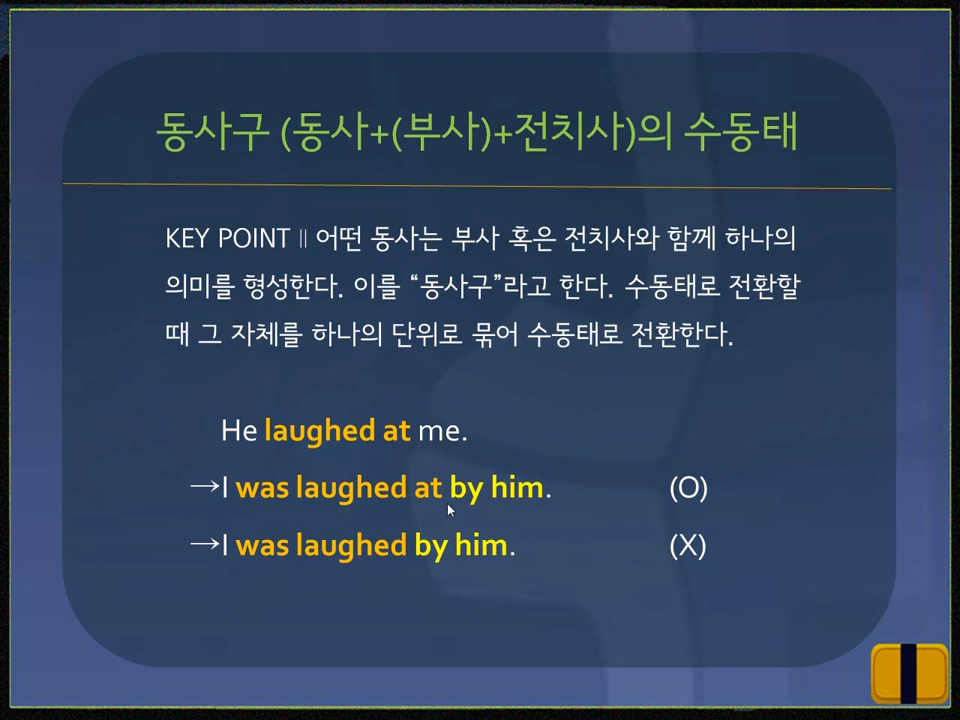 동사구 (동사+(부사)+전치사)의 수동태
KEY POINT || 어떤 동사는 부사 혹은 전치사와 함께 하나의
의미를 형성한다. 이를 “동사구”라고 한다. 수동태로 전환할
때 그 자체를 하나의 단위로 묶어 수동태로 전환한다.
He laughed at me.
→I was laughed at by him. (O)
→I was laughed by him. (X)